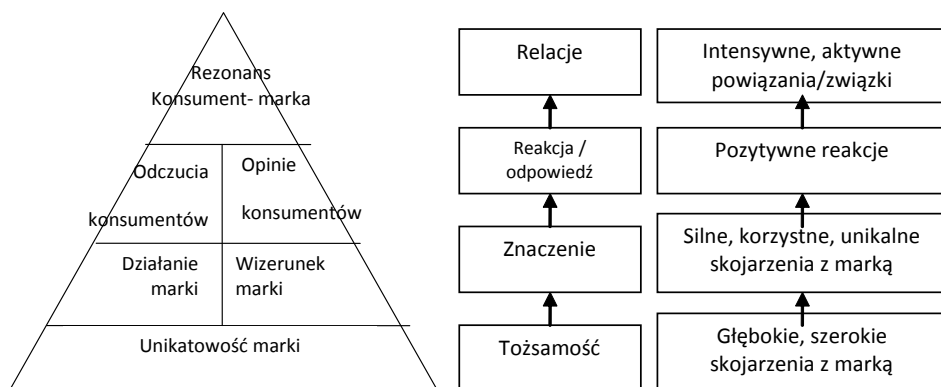 Rezonans
Konsument- marka
Odczucia
konsumentów
Opinie
konsumentów
Działanie
marki
Wizerunek
marki
Unikatowość marki
Relacje
Reakcja /
odpowiedź
Znaczenie
Tożsamość
Intensywne, aktywne
powiązania/związki
Pozytywne reakcje
Silne, korzystne, unikalne
skojarzenia z marką
Głębokie, szerokie
skojarzenia z marką